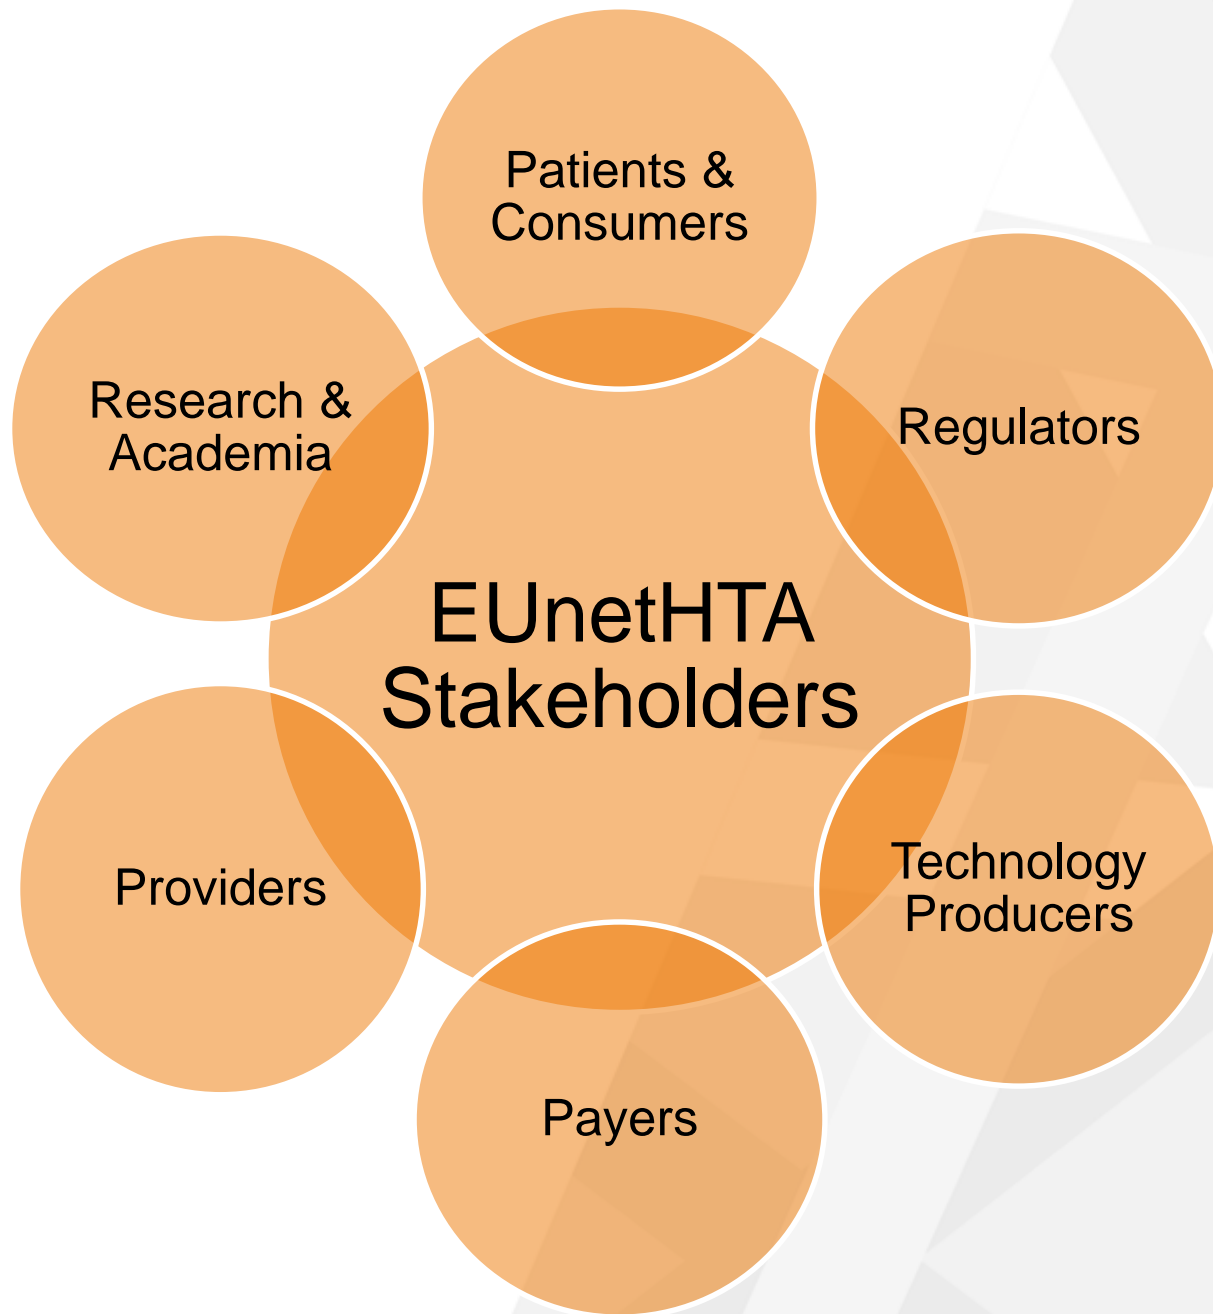 Patients &
Consumers
Research &
Academia
Regulators
EUnetHTA
Stakeholders
Providers
Technology
Producers
Payers